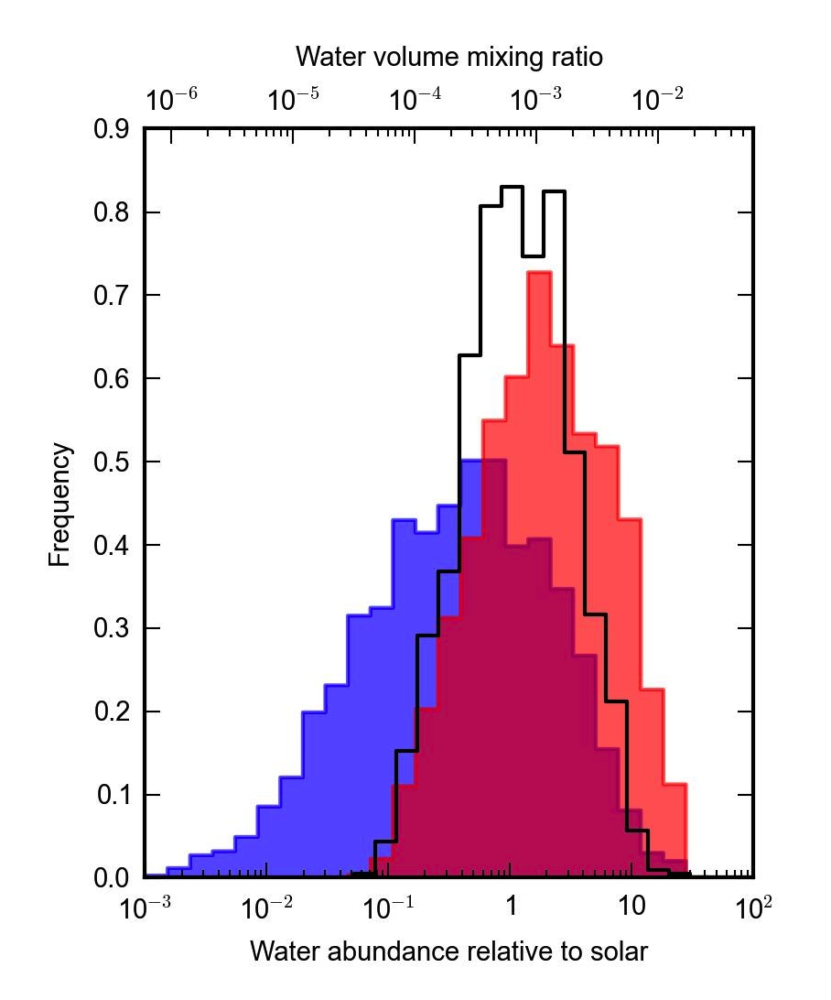 Water volume mixing ratio
10⁻⁶ 10⁻⁵ 10⁻⁴ 10⁻³ 10⁻²
0.9
0.8
0.7
0.6
0.5
0.4
0.3
0.2
0.1
0.0
Frequency
10⁻³ 10⁻² 10⁻¹ 1 10 10²
Water abundance relative to solar